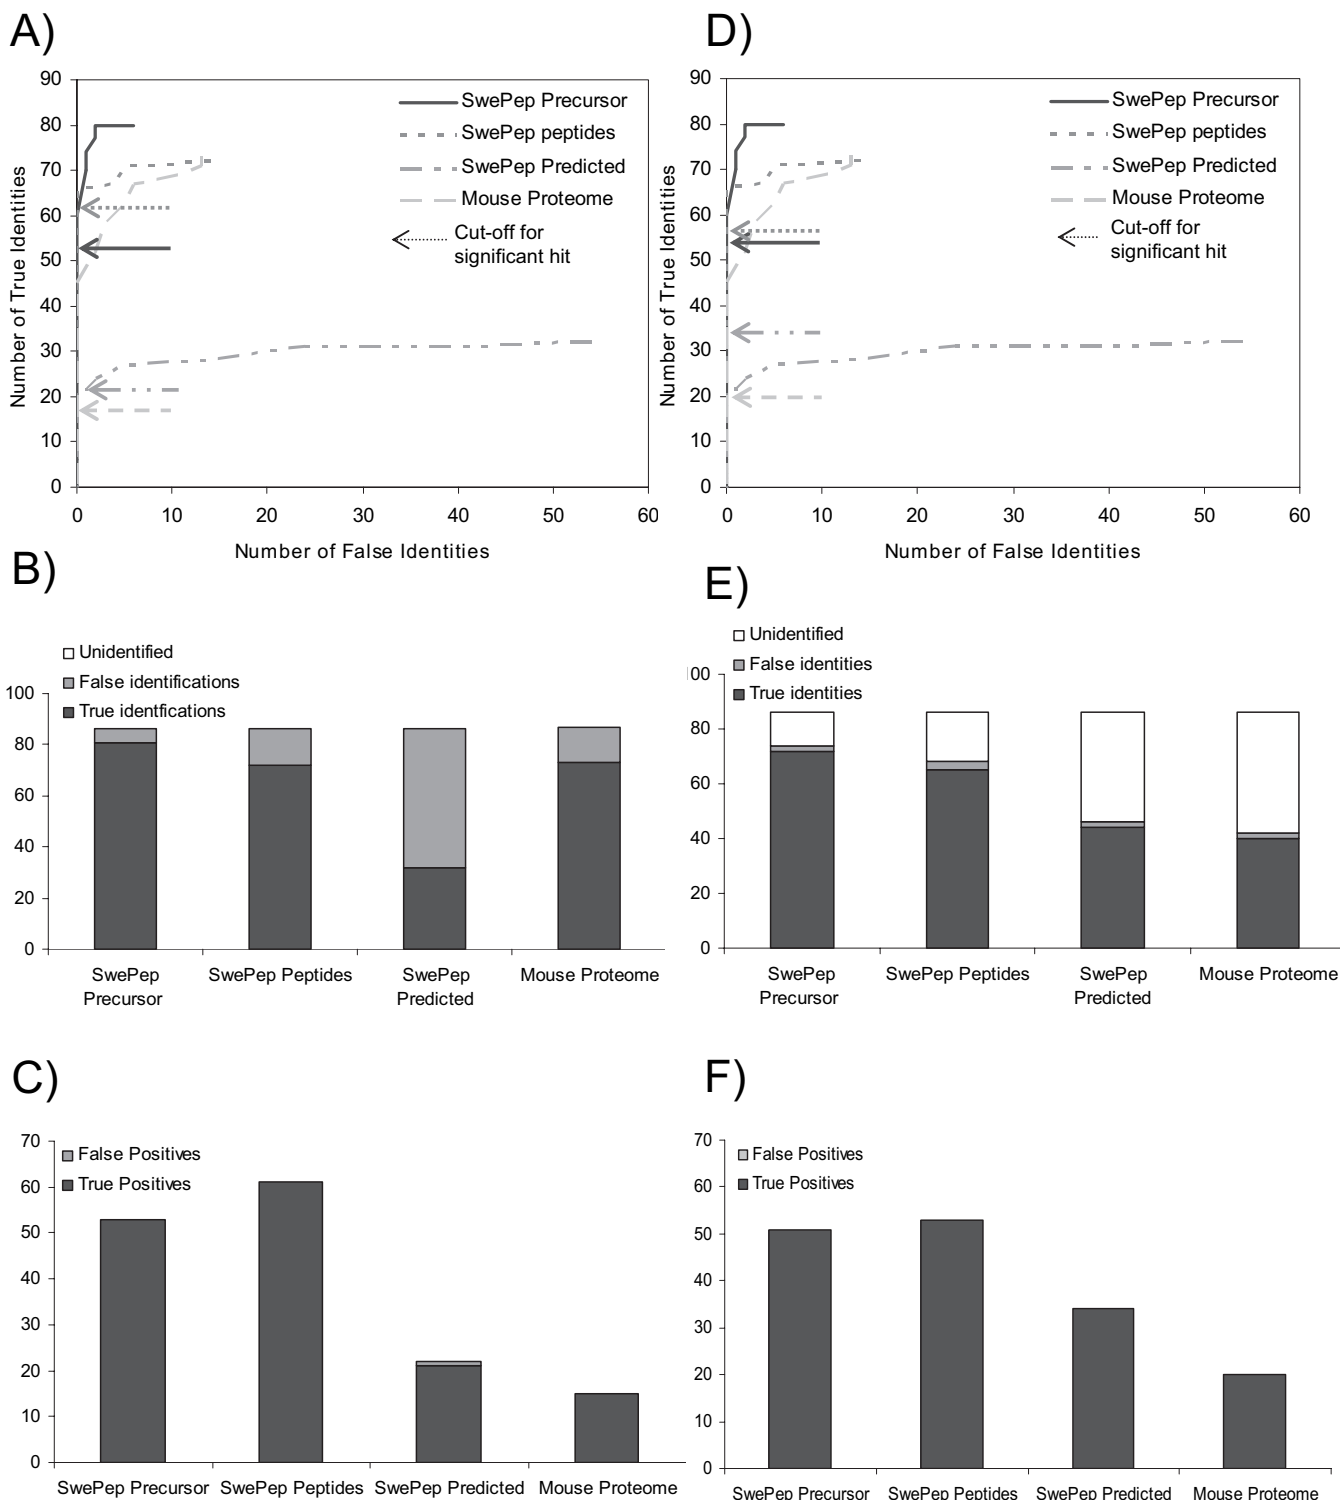 A)
90
80
70
60
50
40
30
20
10
0
Number of True Identities
SwePep Precursor
SwePep peptides
SwePep Predicted
Mouse Proteome
Cut-off for
significant hit
0 10 20 30 40 50 60
Number of False Identities
D)
90
80
70
60
50
40
30
20
10
0
Number of True Identities
SwePep Precursor
SwePep peptides
SwePep Predicted
Mouse Proteome
Cut-off for
significant hit
0 10 20 30 40 50 60
Number of False Identities
B)
Unidentified
False identifications
True identfications
100
80
60
40
20
0
SwePep
Precursor
SwePep Peptides
SwePep
Predicted
Mouse Proteome
E)
Unidentified
False identities
True identities
00
80
60
40
20
0
SwePep
Precursor
SwePep Peptides
SwePep
Predicted
Mouse Proteome
C)
70
60
50
40
30
20
10
0
False Positives
True Positives
SwePep Precursor SwePep Peptides SwePep Predicted Mouse Proteome
F)
70
60
50
40
30
20
10
0
False Positives
True Positives
SwePep Precursor SwePep Peptides SwePep Predicted Mouse Proteome